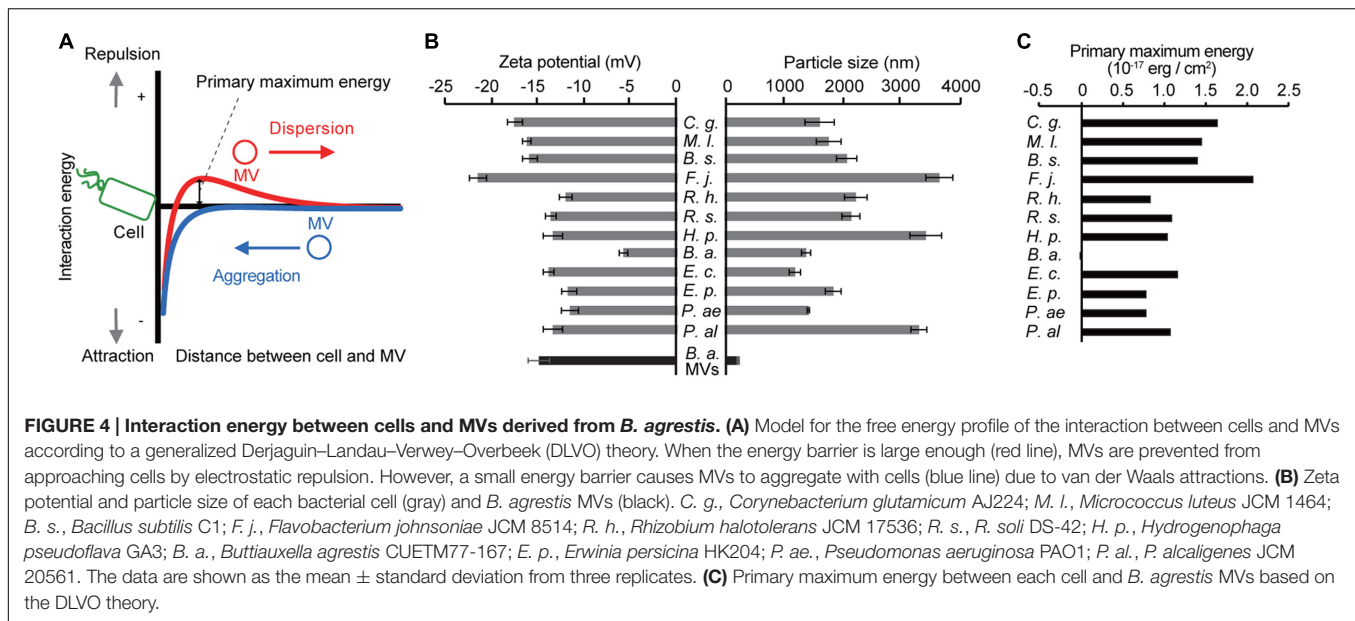 A
Repulsion
+
Primary maximum energy
Dispersion
MV
Interaction energy
Cell
MV
Aggregation
-
Attraction
Distance between cell and MV
B
Zeta potential (mV)
Particle size (nm)
-25 -20 -15 -10 -5 0
0 1000 2000 3000 4000
C. g.
M. l.
B. s.
F. j.
R. h.
R. s.
H. p.
B. a.
E. c.
E. p.
P. ae
P. al
B. a.
MVs
C
Primary maximum energy
(10-17 erg / cm2)
-0.5 0 0.5 1.0 1.5 2.0 2.5
C. g.
M. l.
B. s.
F. j.
R. h.
R. s.
H. p.
B. a.
E. c.
E. p.
P. ae
P. al
FIGURE 4 | Interaction energy between cells and MVs derived from B. agrestis. (A) Model for the free energy profile of the interaction between cells and MVs
according to a generalized Derjaguin–Landau–Verwey–Overbeek (DLVO) theory. When the energy barrier is large enough (red line), MVs are prevented from
approaching cells by electrostatic repulsion. However, a small energy barrier causes MVs to aggregate with cells (blue line) due to van der Waals attractions. (B) Zeta
potential and particle size of each bacterial cell (gray) and B. agrestis MVs (black). C. g., Corynebacterium glutamicum AJ224; M. l., Micrococcus luteus JCM 1464;
B. s., Bacillus subtilis C1; F. j., Flavobacterium johnsoniae JCM 8514; R. h., Rhizobium halotolerans JCM 17536; R. s., R. soli DS-42; H. p., Hydrogenophaga
pseudoflava GA3; B. a., Buttiauxella agrestis CUETM77-167; E. p., Erwinia persicina HK204; P. ae., Pseudomonas aeruginosa PAO1; P. al., P. alcaligenes JCM
20561. The data are shown as the mean ± standard deviation from three replicates. (C) Primary maximum energy between each cell and B. agrestis MVs based on
the DLVO theory.